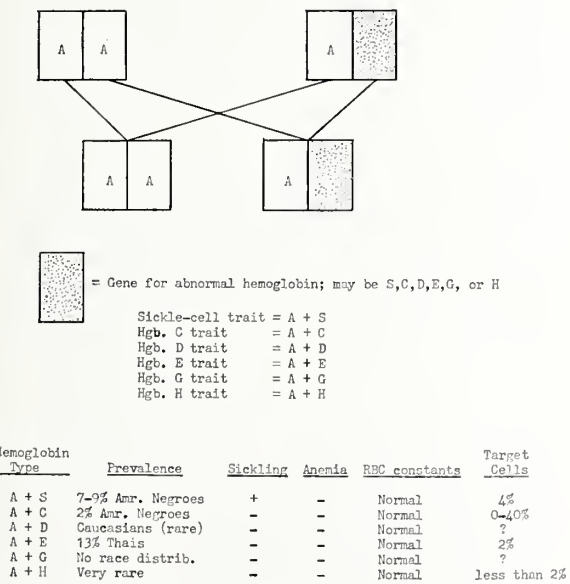 A A
A
A A
A
= Gene for abnormal hemoglobin; may be S,C,D,E,G, or H
Sickle-cell trait = A + S
Hgb. C trait = A + C
Hgb. D trait = A + D
Hgb. E trait = A + E
Hgb. G trait = A + G
Hgb. H trait = A + H
emoglobin Target
Type Prevalence Sickling Anemia RBC constants Cells
A + S 7-9% Amr. Negroes + - Normal 4%
A + C 2% Amr. Negroes - - Normal 0-40%
A + D Caucasians (rare) - - Normal ?
A + E 13% Thais - - Normal 2%
A + G No race distrib. - - Normal ?
A + H Very rare - - Normal less than 2%